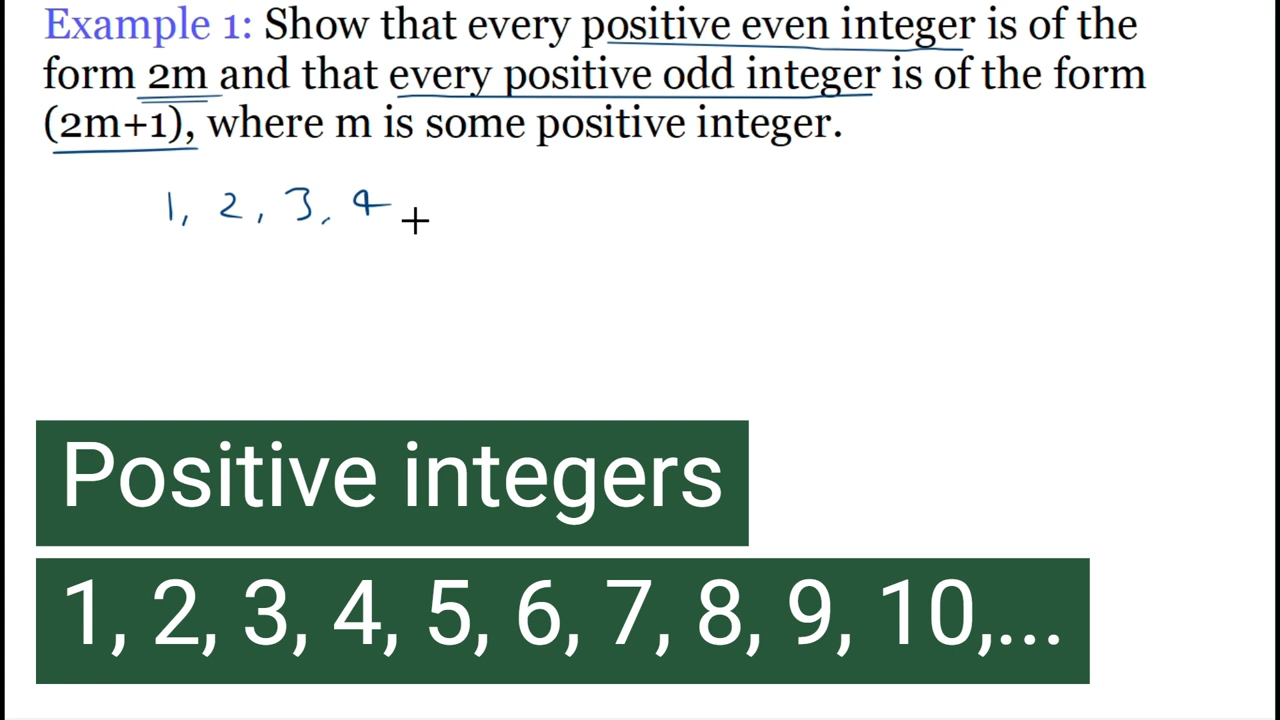 Example 1: Show that every positive even integer is of the
form 2m and that every positive odd integer is of the form
(2m+1), where m is some positive integer.
1, 2, 3, 4
Positive integers
1, 2, 3, 4, 5, 6, 7, 8, 9, 10,...